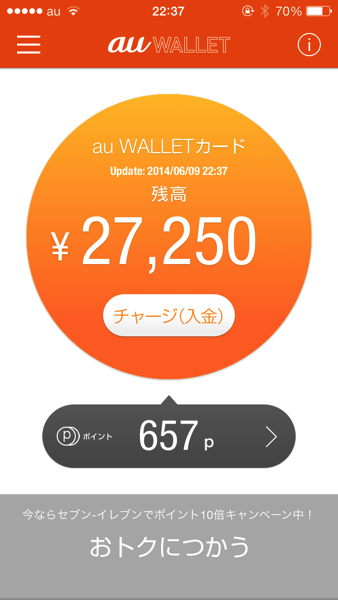 au 22:37 70%
au WALLET
au WALLETカード
Update: 2014/06/09 22:37
残高
¥ 27,250
チャージ(入金)
p ポイント 657 p
今ならセブン-イレブンでポイント10倍キャンペーン中！
おトクにつかう